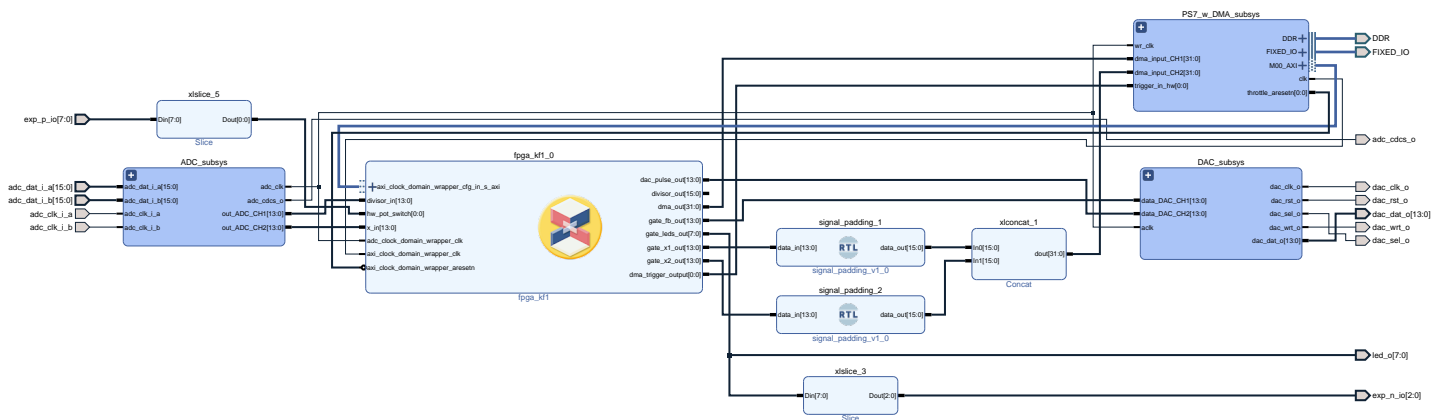 PS7_w_DMA_subsys
wr_clk
dma_input_CH1[31:0]
dma_input_CH2[31:0]
trigger_in_hw[0:0]
DDR
FIXED_IO
M00_AXI
clk
throttle_aresetn[0:0]
DDR
FIXED_IO
xlslice_5
exp_p_io[7:0]
Din[7:0]
Dout[0:0]
Slice
adc_cdcs_o
ADC_subsys
adc_dat_i_a[15:0]
adc_dat_i_b[15:0]
adc_clk_i_a
adc_clk_i_b
adc_dat_i_a[15:0]
adc_dat_i_b[15:0]
adc_clk_i_a
adc_clk_i_b
adc_clk
adc_cdcs_o
out_ADC_CH1[13:0]
out_ADC_CH2[13:0]
fpga_kf1_0
axi_clock_domain_wrapper_cfg_in_s_axi
divisor_in[13:0]
hw_pot_switch[0:0]
x_in[13:0]
adc_clock_domain_wrapper_clk
axi_clock_domain_wrapper_clk
axi_clock_domain_wrapper_aresetn
dac_pulse_out[13:0]
divisor_out[15:0]
dma_out[31:0]
gate_fb_out[13:0]
gate_leds_out[7:0]
gate_x1_out[13:0]
gate_x2_out[13:0]
dma_trigger_output[0:0]
fpga_kf1
DAC_subsys
data_DAC_CH1[13:0]
data_DAC_CH2[13:0]
aclk
dac_clk_o
dac_rst_o
dac_sel_o
dac_wrt_o
dac_dat_o[13:0]
dac_clk_o
dac_rst_o
dac_dat_o[13:0]
dac_wrt_o
dac_sel_o
signal_padding_1
data_in[13:0]
RTL
data_out[15:0]
signal_padding_v1_0
xlconcat_1
In0[15:0]
In1[15:0]
dout[31:0]
Concat
signal_padding_2
data_in[13:0]
RTL
data_out[15:0]
signal_padding_v1_0
led_o[7:0]
xlslice_3
Din[7:0]
Dout[2:0]
Slice
exp_n_io[2:0]